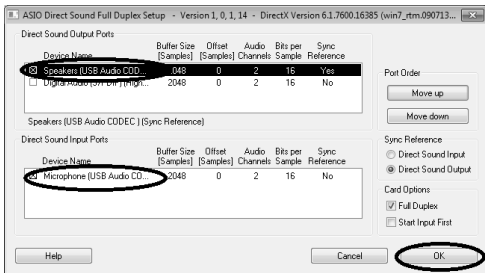 ASIO Direct Sound Full Duplex Setup - Version 1, 0, 1, 14 - DirectX Version 6.1.7600.16385 (win7_rtm.090713...
Direct Sound Output Ports
Device Name Buffer Size [Samples] Offset [Samples] Audio Channels Bits per Sample Sync Reference
Speakers (USB Audio COD... 048 0 2 16 Yes
Digital Audio (S/PDIF) (High... 2048 0 2 16 No
Speakers (USB Audio CODEC ) (Sync Reference)
Direct Sound Input Ports
Device Name Buffer Size [Samples] Offset [Samples] Audio Channels Bits per Sample Sync Reference
Microphone (USB Audio CO... 2048 0 2 16 No
Port Order
Move up
Move down
Sync Reference
Direct Sound Input
Direct Sound Output
Card Options
Full Duplex
Start Input First
Help
Cancel
OK